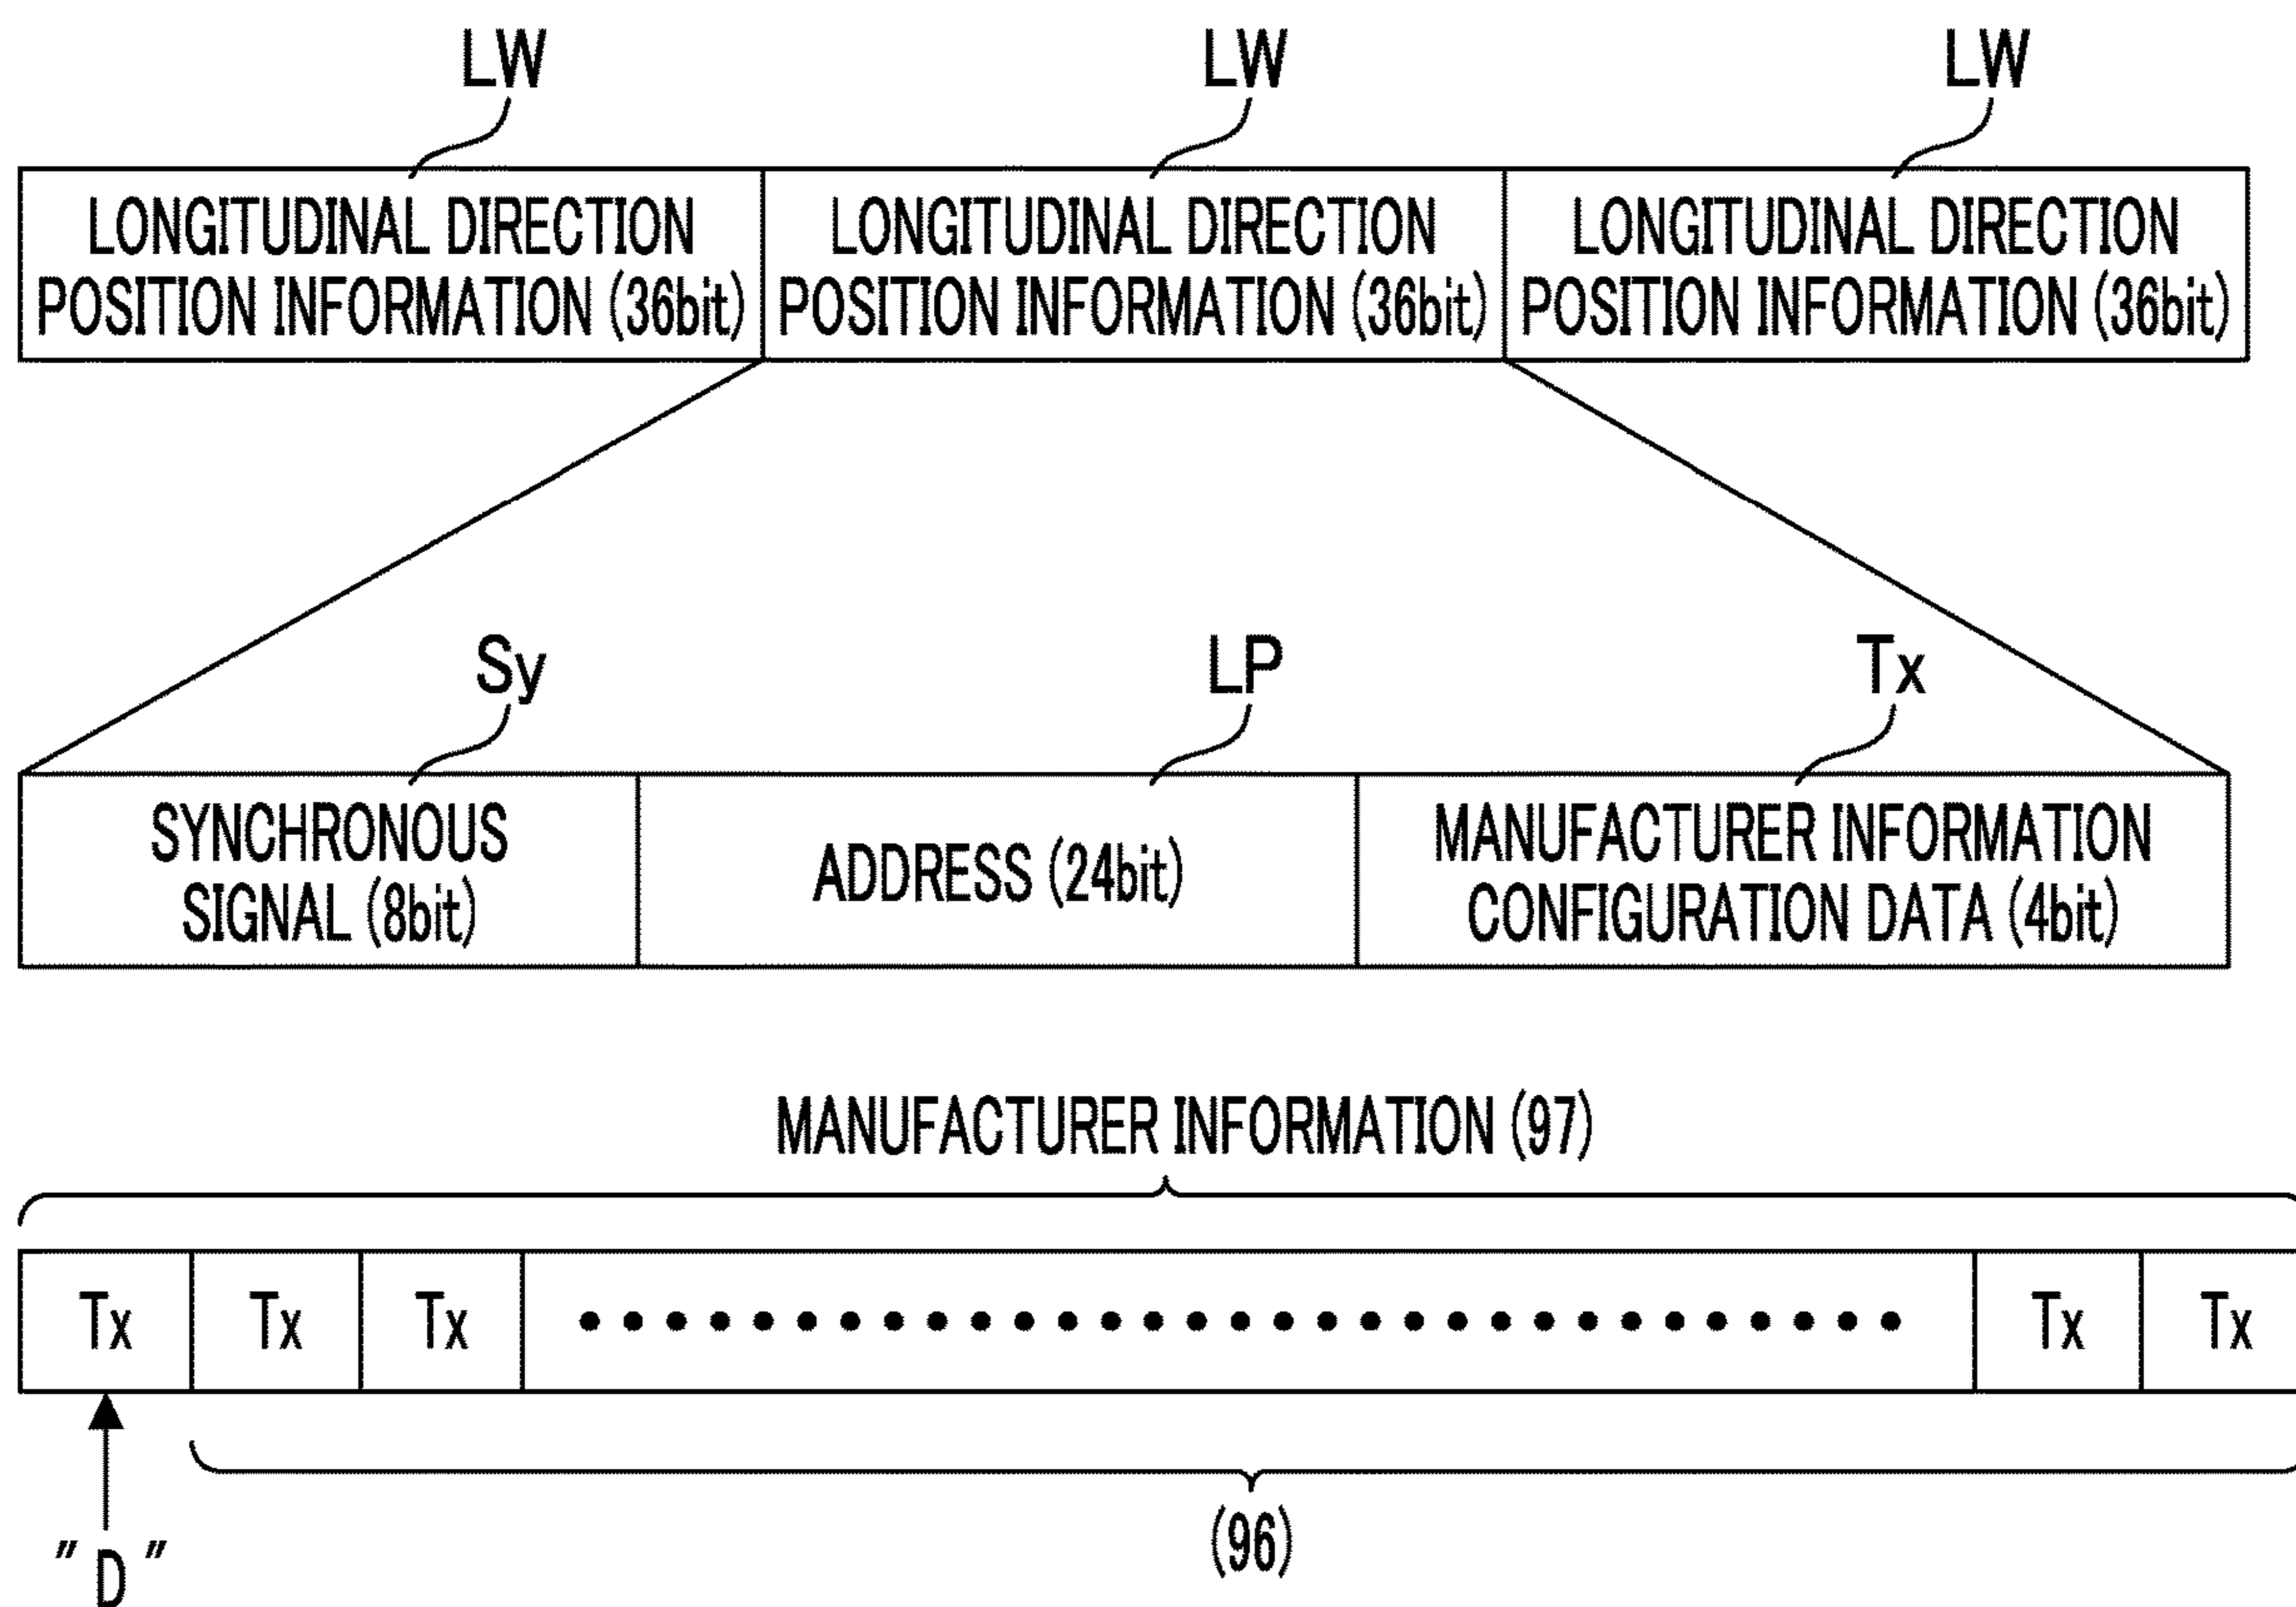 LW LW LW
LONGITUDINAL DIRECTION LONGITUDINAL DIRECTION LONGITUDINAL DIRECTION
POSITION INFORMATION (36bit) POSITION INFORMATION (36bit) POSITION INFORMATION (36bit)
Sy LP Tx
SYNCHRONOUS
SIGNAL (8bit)
ADDRESS (24bit)
MANUFACTURER INFORMATION
CONFIGURATION DATA (4bit)
MANUFACTURER INFORMATION (97)
Tx Tx Tx Tx Tx
"D"
(96)